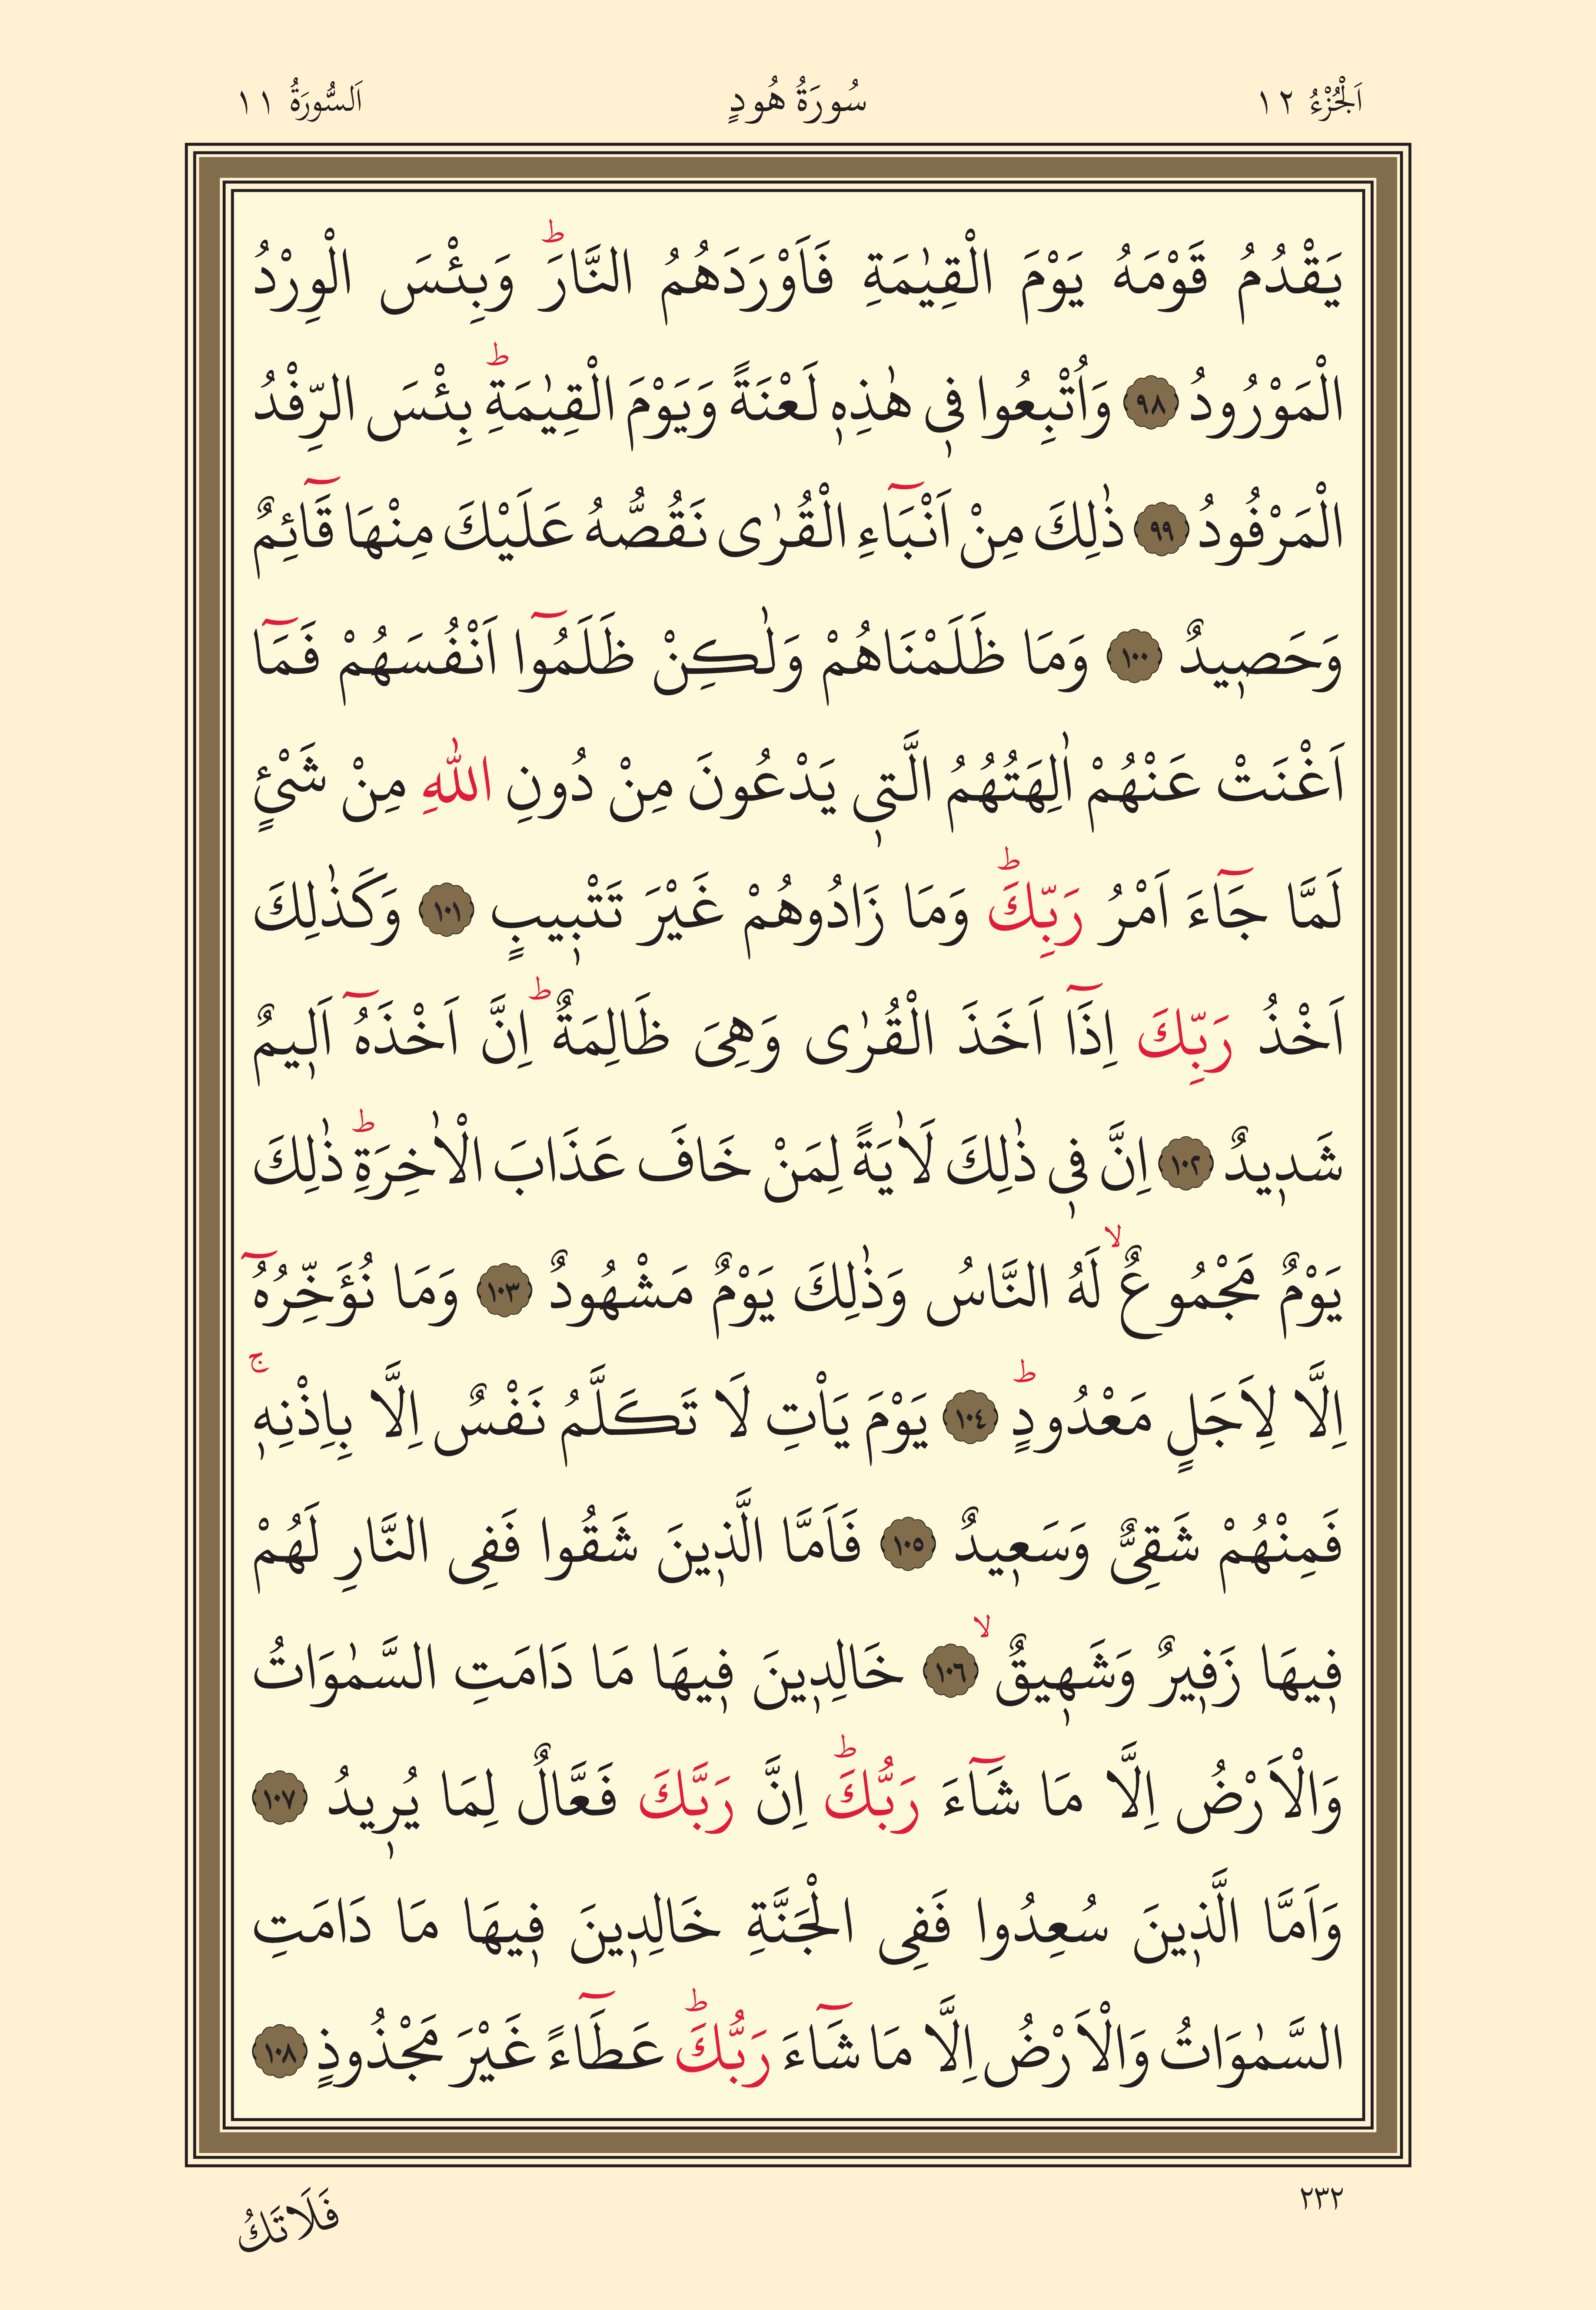 اَلْجُزْءُ ١٢ سُورَةُ هُودٍ اَلسُّورَةُ ١١
يَقْدُمُ قَوْمَهُ يَوْمَ الْقِيٰمَةِ فَاَوْرَدَهُمُ النَّارَۜ وَبِئْسَ الْوِرْدُ
الْمَوْرُودُ ٩٨ وَاُتْبِعُوا فٖي هٰذِهٖ لَعْنَةً وَيَوْمَ الْقِيٰمَةِؕ بِئْسَ الرِّفْدُ
الْمَرْفُودُ ٩٩ ذٰلِكَ مِنْ اَنْبَٓاءِ الْقُرٰى نَقُصُّهُ عَلَيْكَ مِنْهَا قَٓائِمٌ
وَحَصٖيدٌ ١٠٠ وَمَا ظَلَمْنَاهُمْ وَلٰكِنْ ظَلَمُٓوا اَنْفُسَهُمْ فَمَٓا
اَغْنَتْ عَنْهُمْ اٰلِهَتُهُمُ الَّتٖي يَدْعُونَ مِنْ دُونِ اللّٰهِ مِنْ شَيْءٍ
لَمَّا جَٓاءَ اَمْرُ رَبِّكَؕ وَمَا زَادُوهُمْ غَيْرَ تَتْبٖيبٍ ١٠١ وَكَذٰلِكَ
اَخْذُ رَبِّكَ اِذَٓا اَخَذَ الْقُرٰى وَهِىَ ظَالِمَةٌؕ اِنَّ اَخْذَهُٓ اَلٖيمٌ
شَدٖيدٌ ١٠٢ اِنَّ فٖي ذٰلِكَ لَاٰيَةً لِمَنْ خَافَ عَذَابَ الْاٰخِرَةِؕ ذٰلِكَ
يَوْمٌ مَجْمُوعٌۙ لَهُ النَّاسُ وَذٰلِكَ يَوْمٌ مَشْهُودٌ ١٠٣ وَمَا نُؤَخِّرُهُٓ
اِلَّا لِاَجَلٍ مَعْدُودٍؕ ١٠٤ يَوْمَ يَاْتِ لَا تَكَلَّمُ نَفْسٌ اِلَّا بِاِذْنِهٖۚ
فَمِنْهُمْ شَقِىٌّ وَسَعٖيدٌ ١٠٥ فَاَمَّا الَّذٖينَ شَقُوا فَفِى النَّارِ لَهُمْ
فٖيهَا زَفٖيرٌ وَشَهٖيقٌۙ ١٠٦ خَالِدٖينَ فٖيهَا مَا دَامَتِ السَّمٰوَاتُ
وَالْاَرْضُ اِلَّا مَا شَٓاءَ رَبُّكَؕ اِنَّ رَبَّكَ فَعَّالٌ لِمَا يُرٖيدُ ١٠٧
وَاَمَّا الَّذٖينَ سُعِدُوا فَفِى الْجَنَّةِ خَالِدٖينَ فٖيهَا مَا دَامَتِ
السَّمٰوَاتُ وَالْاَرْضُ اِلَّا مَا شَٓاءَ رَبُّكَؕ عَطَٓاءً غَيْرَ مَجْذُوذٍ ١٠٨
٢٣٢ فَلَاتَكُ